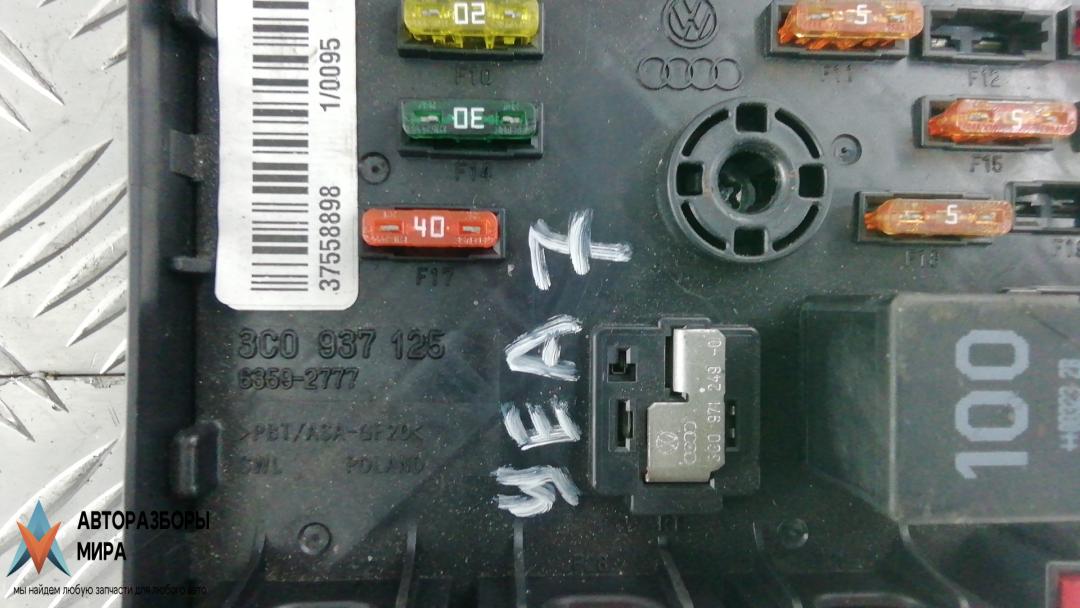 20
F10
5
F11
F12
30
F14
5
F15
40
F17
5
1/0095
37558898
3C0 937 125
6359-2777
>PBT/ASA-GF20<
SWL POLAND
SEAT
3C0 971 249
100
АВТОРАЗБОРЫ
МИРА
мы найдем любую запчасти для любого авто